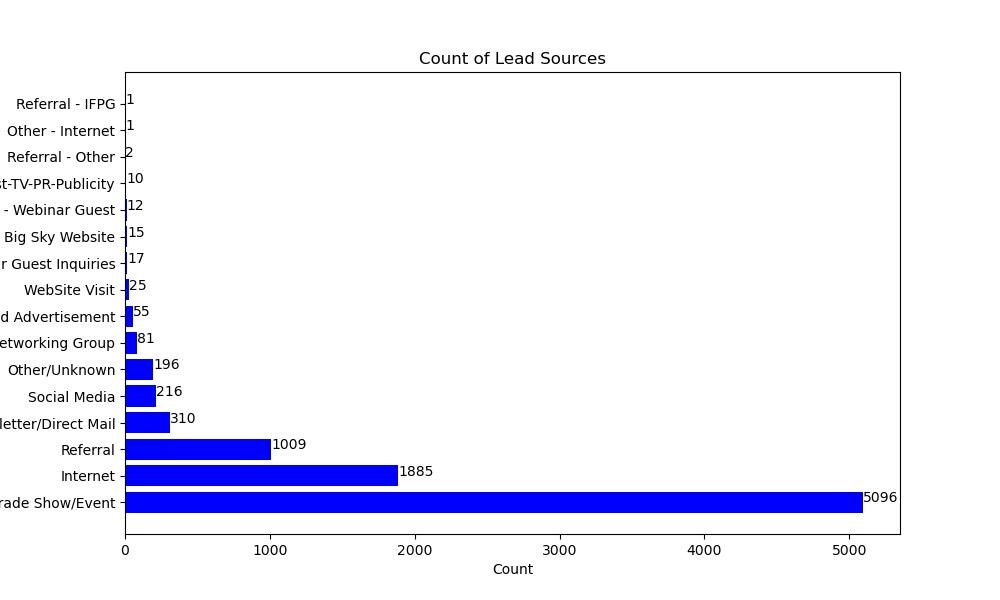 Count of Lead Sources
Referral - IFPG 1
Other - Internet 1
Referral - Other 2
st-TV-PR-Publicity 10
- Webinar Guest 12
Big Sky Website 15
r Guest Inquiries 17
WebSite Visit 25
d Advertisement 55
etworking Group 81
Other/Unknown 196
Social Media 216
letter/Direct Mail 310
Referral 1009
Internet 1885
rade Show/Event 5096
0 1000 2000 3000 4000 5000
Count